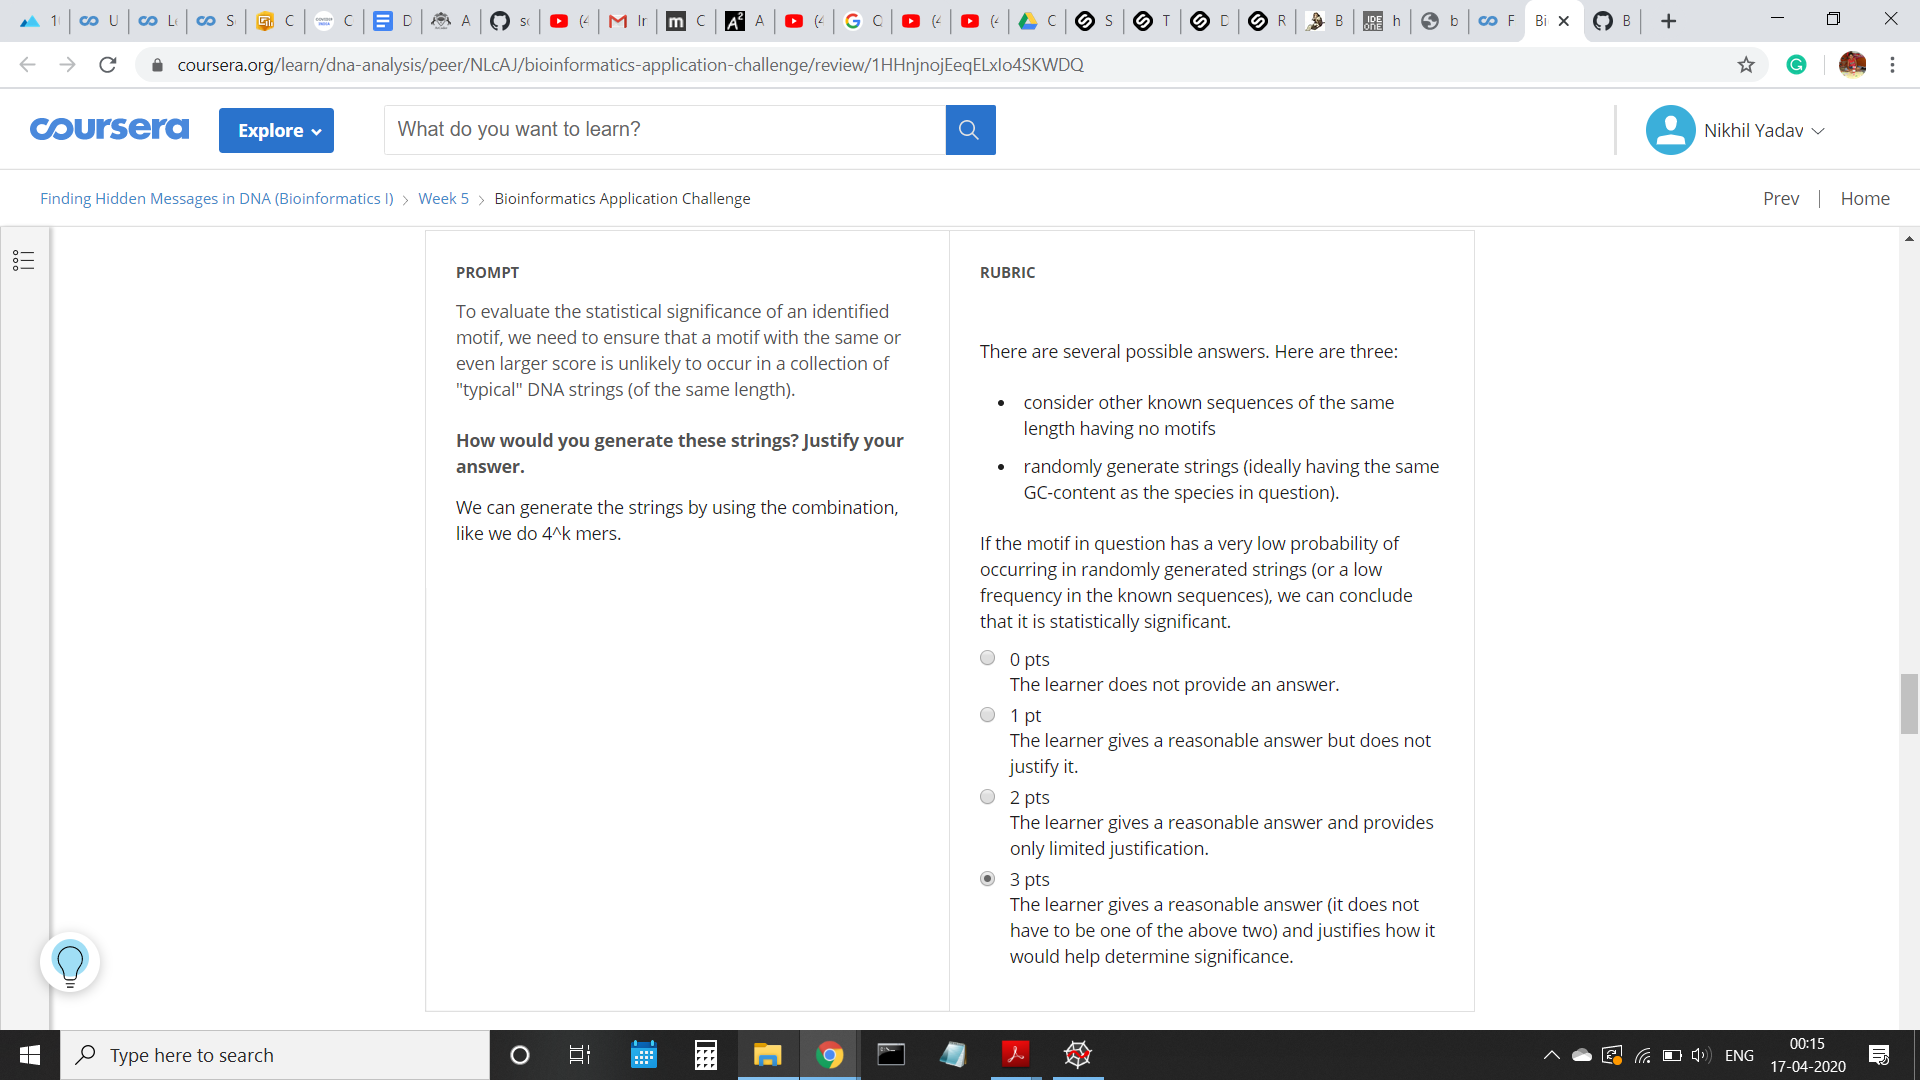 1
U
L
S
C
C
D
A
s
(
Ir
C
A
(
C
(
(
C
S
T
D
R
B
h
b
F
Bi
B
coursera.org/learn/dna-analysis/peer/NLcAJ/bioinformatics-application-challenge/review/1HHnjnojEeqELxIo4SKWDQ
coursera
Explore
What do you want to learn?
Nikhil Yadav
Finding Hidden Messages in DNA (Bioinformatics I) > Week 5 > Bioinformatics Application Challenge
Prev | Home
PROMPT
To evaluate the statistical significance of an identified
motif, we need to ensure that a motif with the same or
even larger score is unlikely to occur in a collection of
"typical" DNA strings (of the same length).
How would you generate these strings? Justify your
answer.
We can generate the strings by using the combination,
like we do 4^k mers.
RUBRIC
There are several possible answers. Here are three:
• consider other known sequences of the same
length having no motifs
• randomly generate strings (ideally having the same
GC-content as the species in question).
If the motif in question has a very low probability of
occurring in randomly generated strings (or a low
frequency in the known sequences), we can conclude
that it is statistically significant.
0 pts
The learner does not provide an answer.
1 pt
The learner gives a reasonable answer but does not
justify it.
2 pts
The learner gives a reasonable answer and provides
only limited justification.
3 pts
The learner gives a reasonable answer (it does not
have to be one of the above two) and justifies how it
would help determine significance.
Type here to search
ENG
00:15
17-04-2020